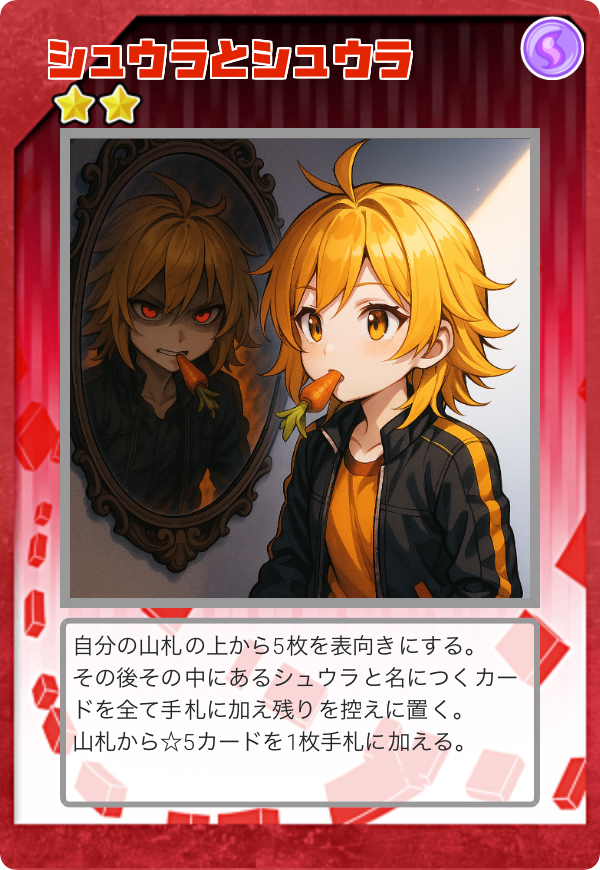 シュウラとシュウラ
自分の山札の上から5枚を表向きにする。
その後その中にあるシュウラと名につくカー
ドを全て手札に加え残りを控えに置く。
山札から☆5カードを1枚手札に加える。